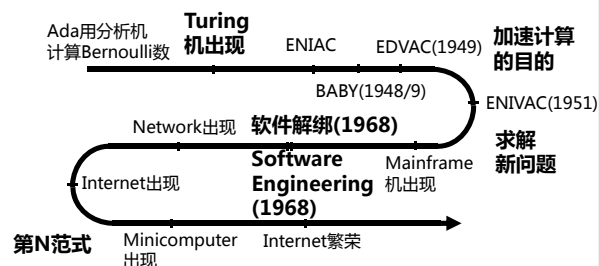 Ada用分析机
计算Bernoulli数
Turing
机出现
ENIAC
EDVAC(1949)
加速计算
的目的
BABY(1948/9)
ENIVAC(1951)
Network出现
软件解绑(1968)
求解
新问题
Software
Engineering
(1968)
Mainframe
机出现
Internet出现
第N范式
Minicomputer
出现
Internet繁荣